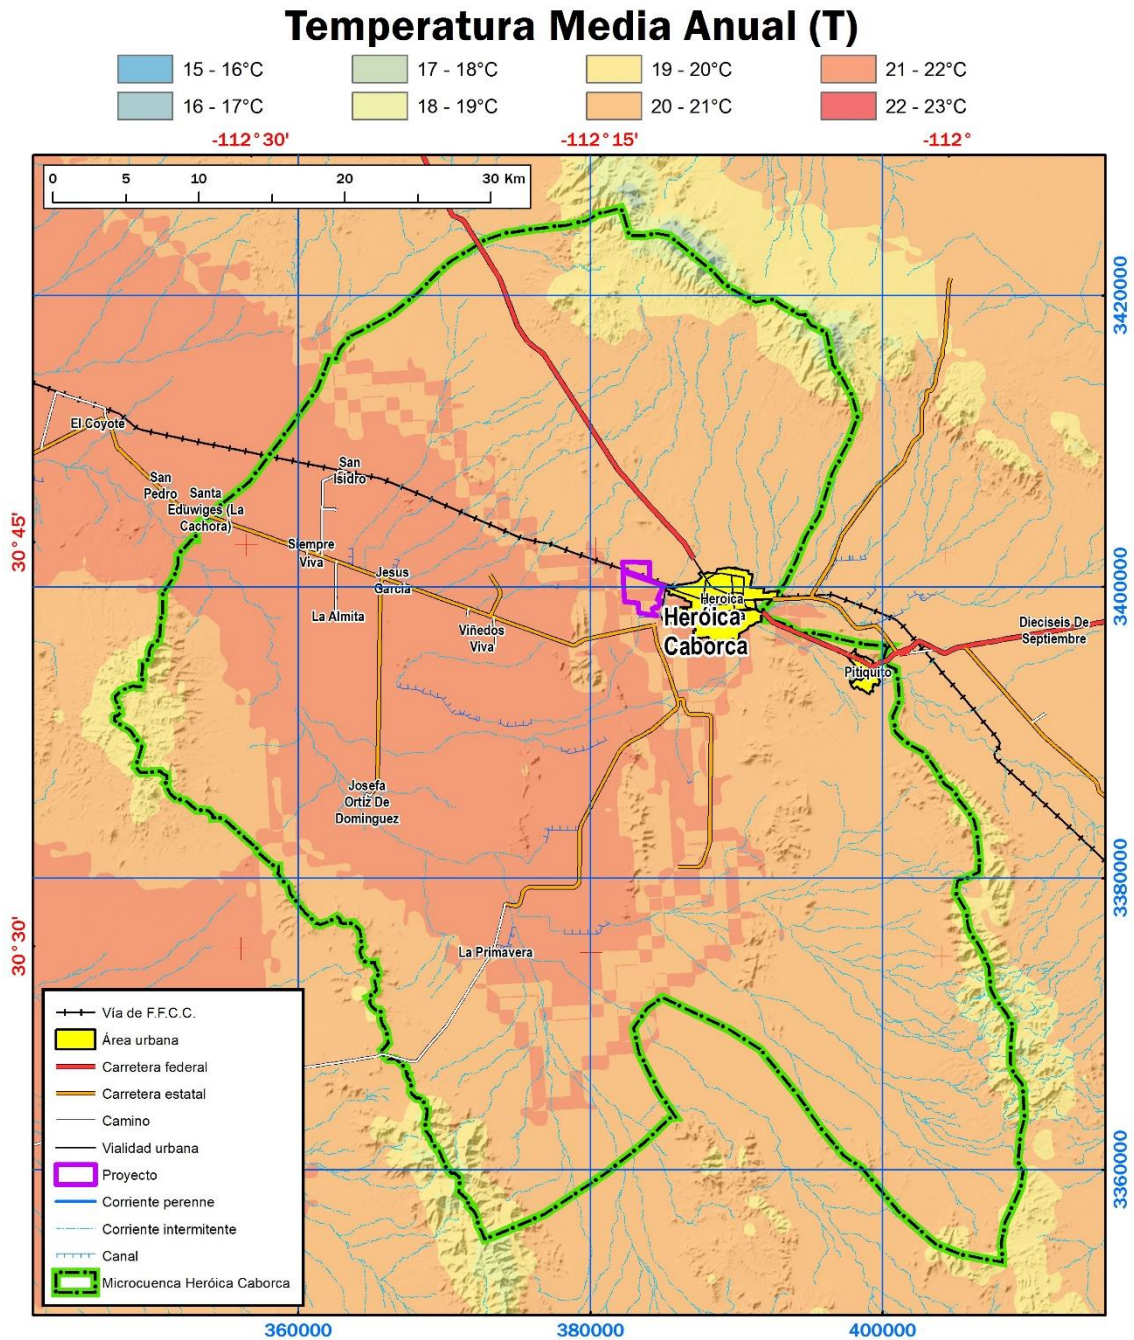 Temperatura Media Anual (T)
15 - 16°C
17 - 18°C
19 - 20°C
21 - 22°C
16 - 17°C
18 - 19°C
20 - 21°C
22 - 23°C
-112°30'
-112°15'
-112°
0 5 10 20 30 Km
3420000
El Coyote
San
Pedro
San
Isidro
Santa
Eduwiges (La
Cachora)
30°45'
Siempre
Viva
Jesus
García
La Almita
Viñedos
Viva
Heroica
Heróica
Caborca
3400000
Dieciseis De
Septiembre
Pitiquito
Josefa
Ortíz De
Domínguez
3380000
30°30'
La Primavera
Vía de F.F.C.C.
Área urbana
Carretera federal
Carretera estatal
Camino
Vialidad urbana
Proyecto
Corriente perenne
Corriente intermitente
Canal
Microcuenca Heróica Caborca
3360000
360000
380000
400000